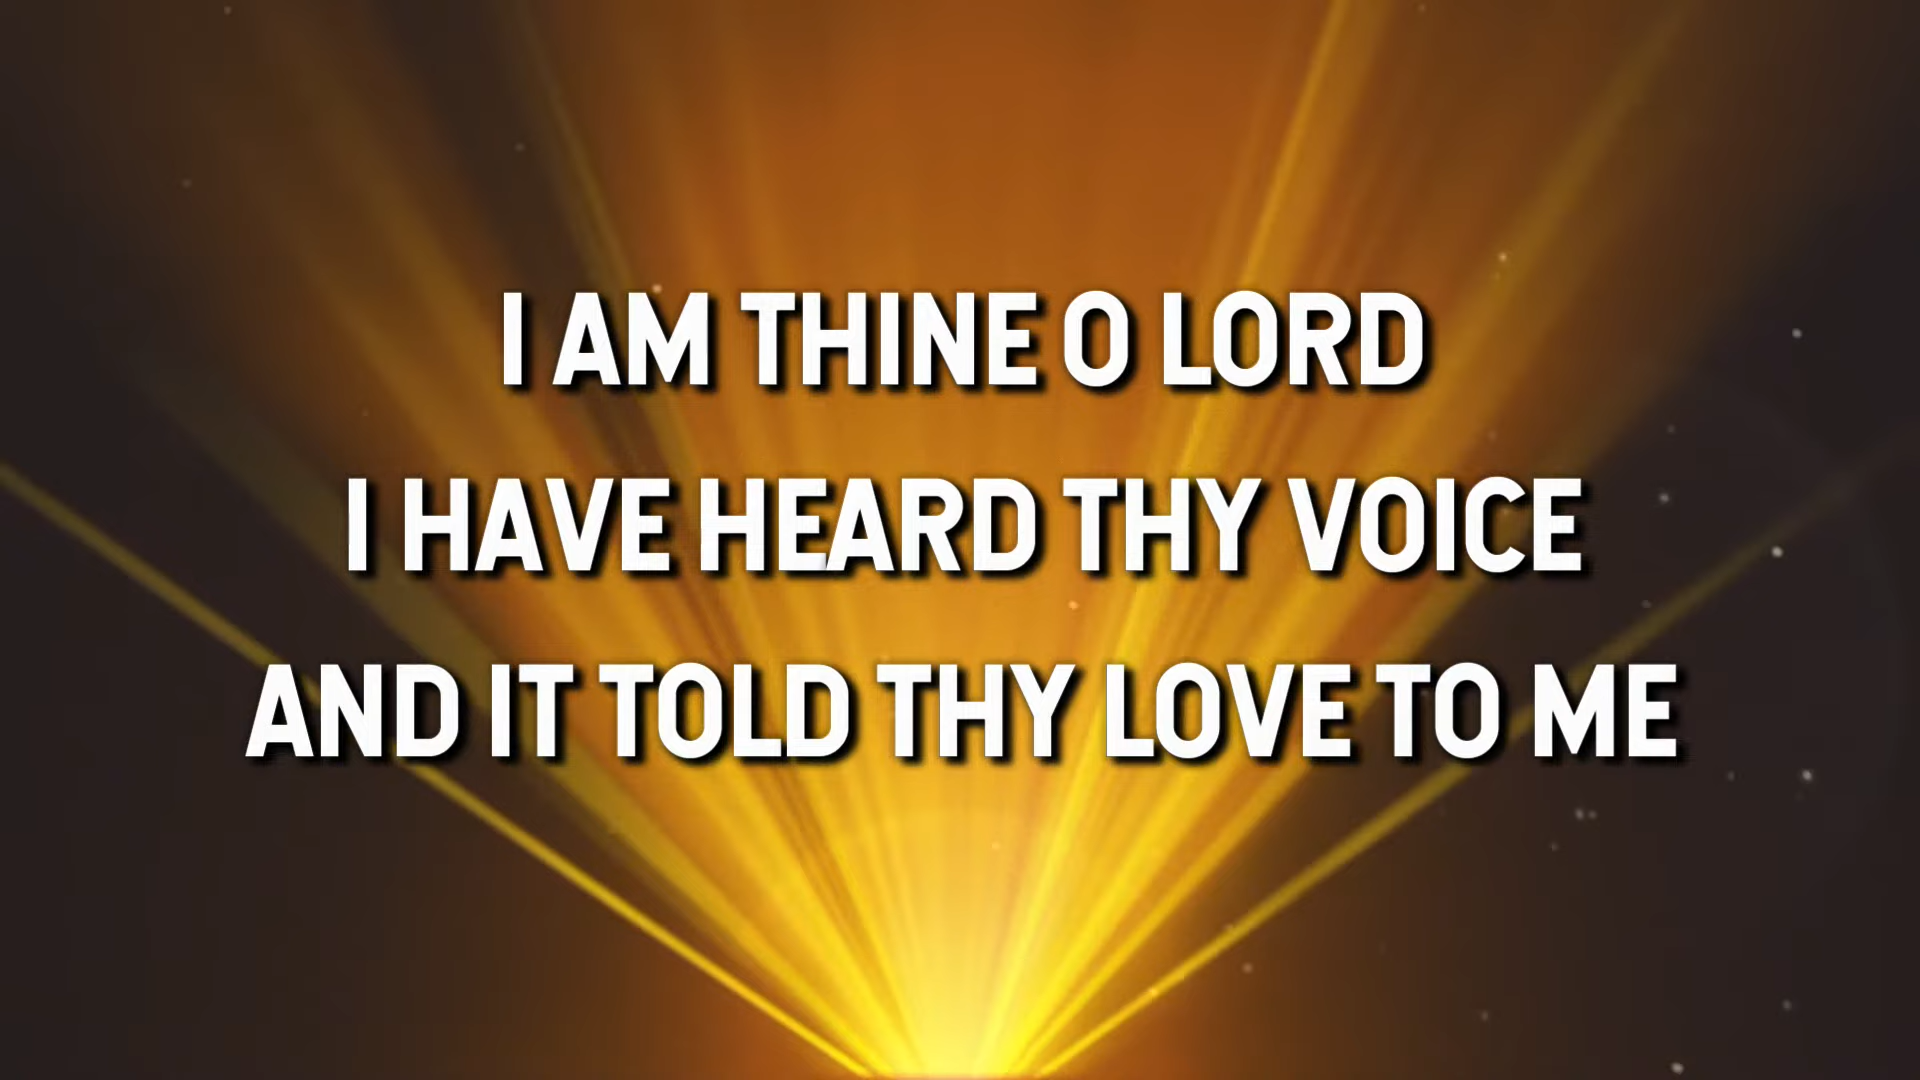 I AM THINE O LORD
I HAVE HEARD THY VOICE
AND IT TOLD THY LOVE TO ME